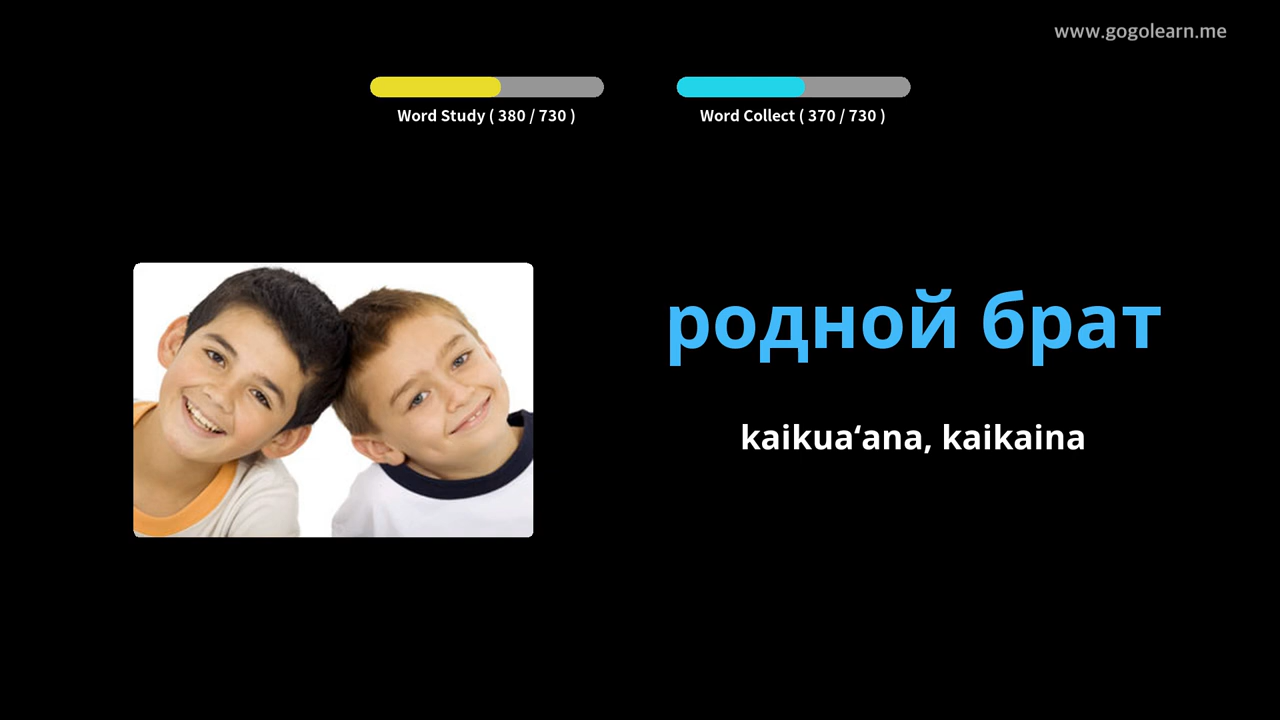 www.gogolearn.me
Word Study ( 380 / 730 )
Word Collect ( 370 / 730 )
родной брат
kaikuaʻana, kaikaina